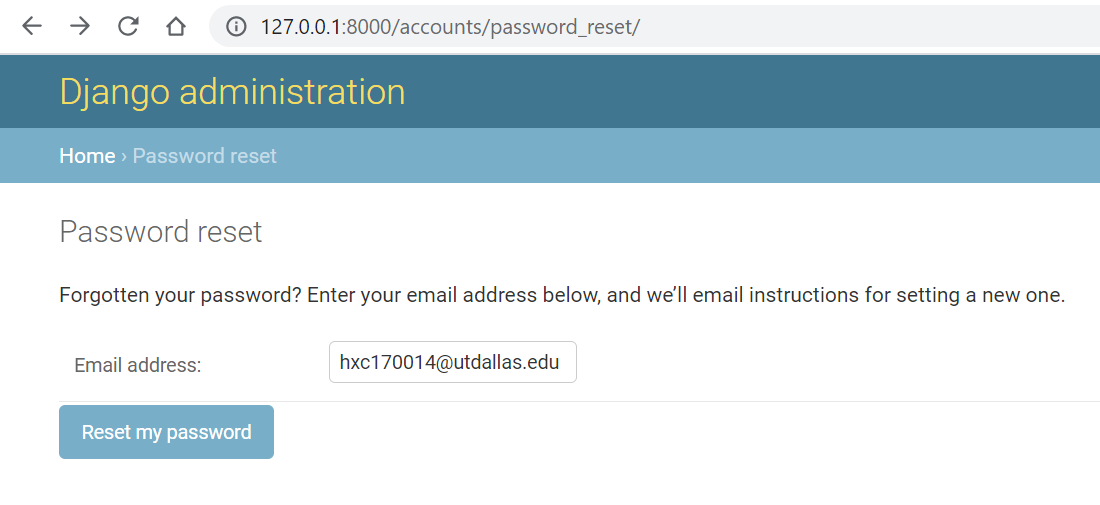 127.0.0.1:8000/accounts/password_reset/
Django administration
Home › Password reset
Password reset
Forgotten your password? Enter your email address below, and we’ll email instructions for setting a new one.
Email address: hxc170014@utdallas.edu
Reset my password